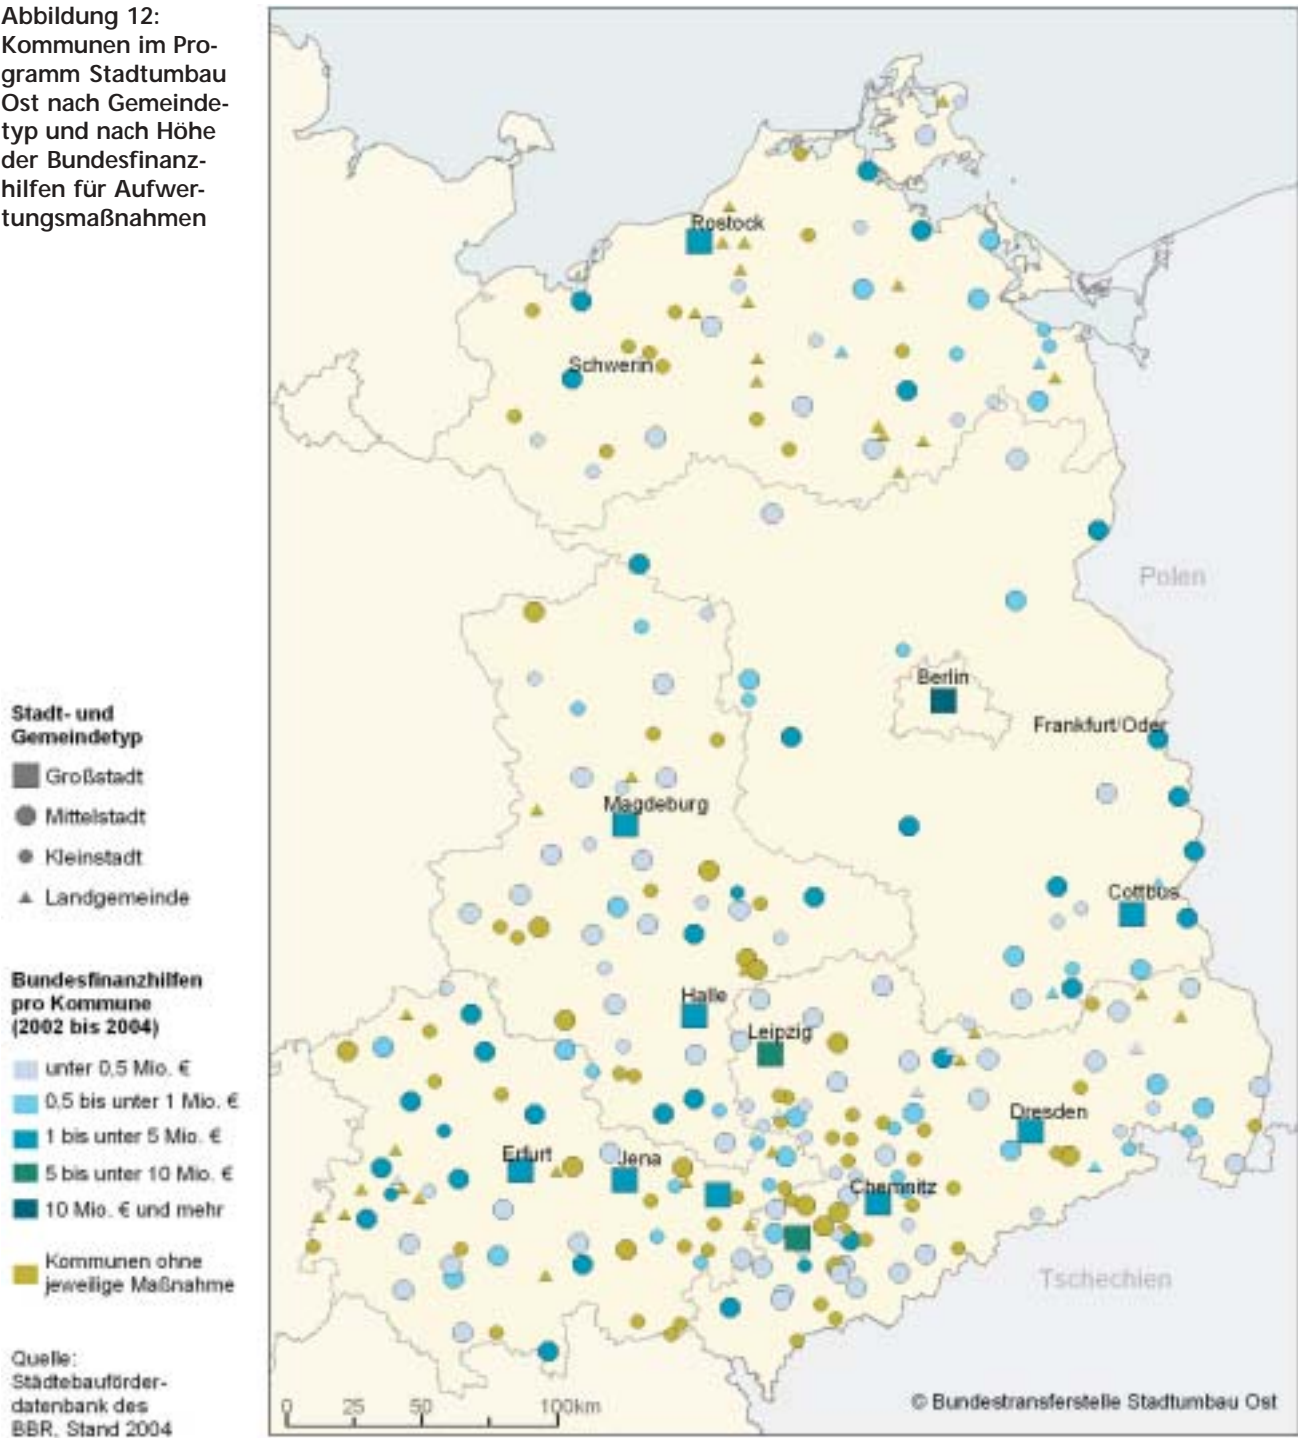 Abbildung 12:
Kommunen im Pro-
gramm Stadtumbau
Ost nach Gemeinde-
typ und nach Höhe
der Bundesfinanz-
hilfen für Aufwer-
tungsmaßnahmen
Rostock
Schwerin
Polen
Berlin
Frankfurt/Oder
Magdeburg
Cottbus
Halle
Leipzig
Dresden
Erfurt
Jena
Chemnitz
Tschechien
Stadt- und
Gemeindetyp
Großstadt
Mittelstadt
Kleinstadt
Landgemeinde
Bundesfinanzhilfen
pro Kommune
(2002 bis 2004)
unter 0,5 Mio. €
0,5 bis unter 1 Mio. €
1 bis unter 5 Mio. €
5 bis unter 10 Mio. €
10 Mio. € und mehr
Kommunen ohne
jeweilige Maßnahme
Quelle:
Städtebauförder-
datenbank des
BBR, Stand 2004
0 25 50 100km
© Bundestransferstelle Stadtumbau Ost